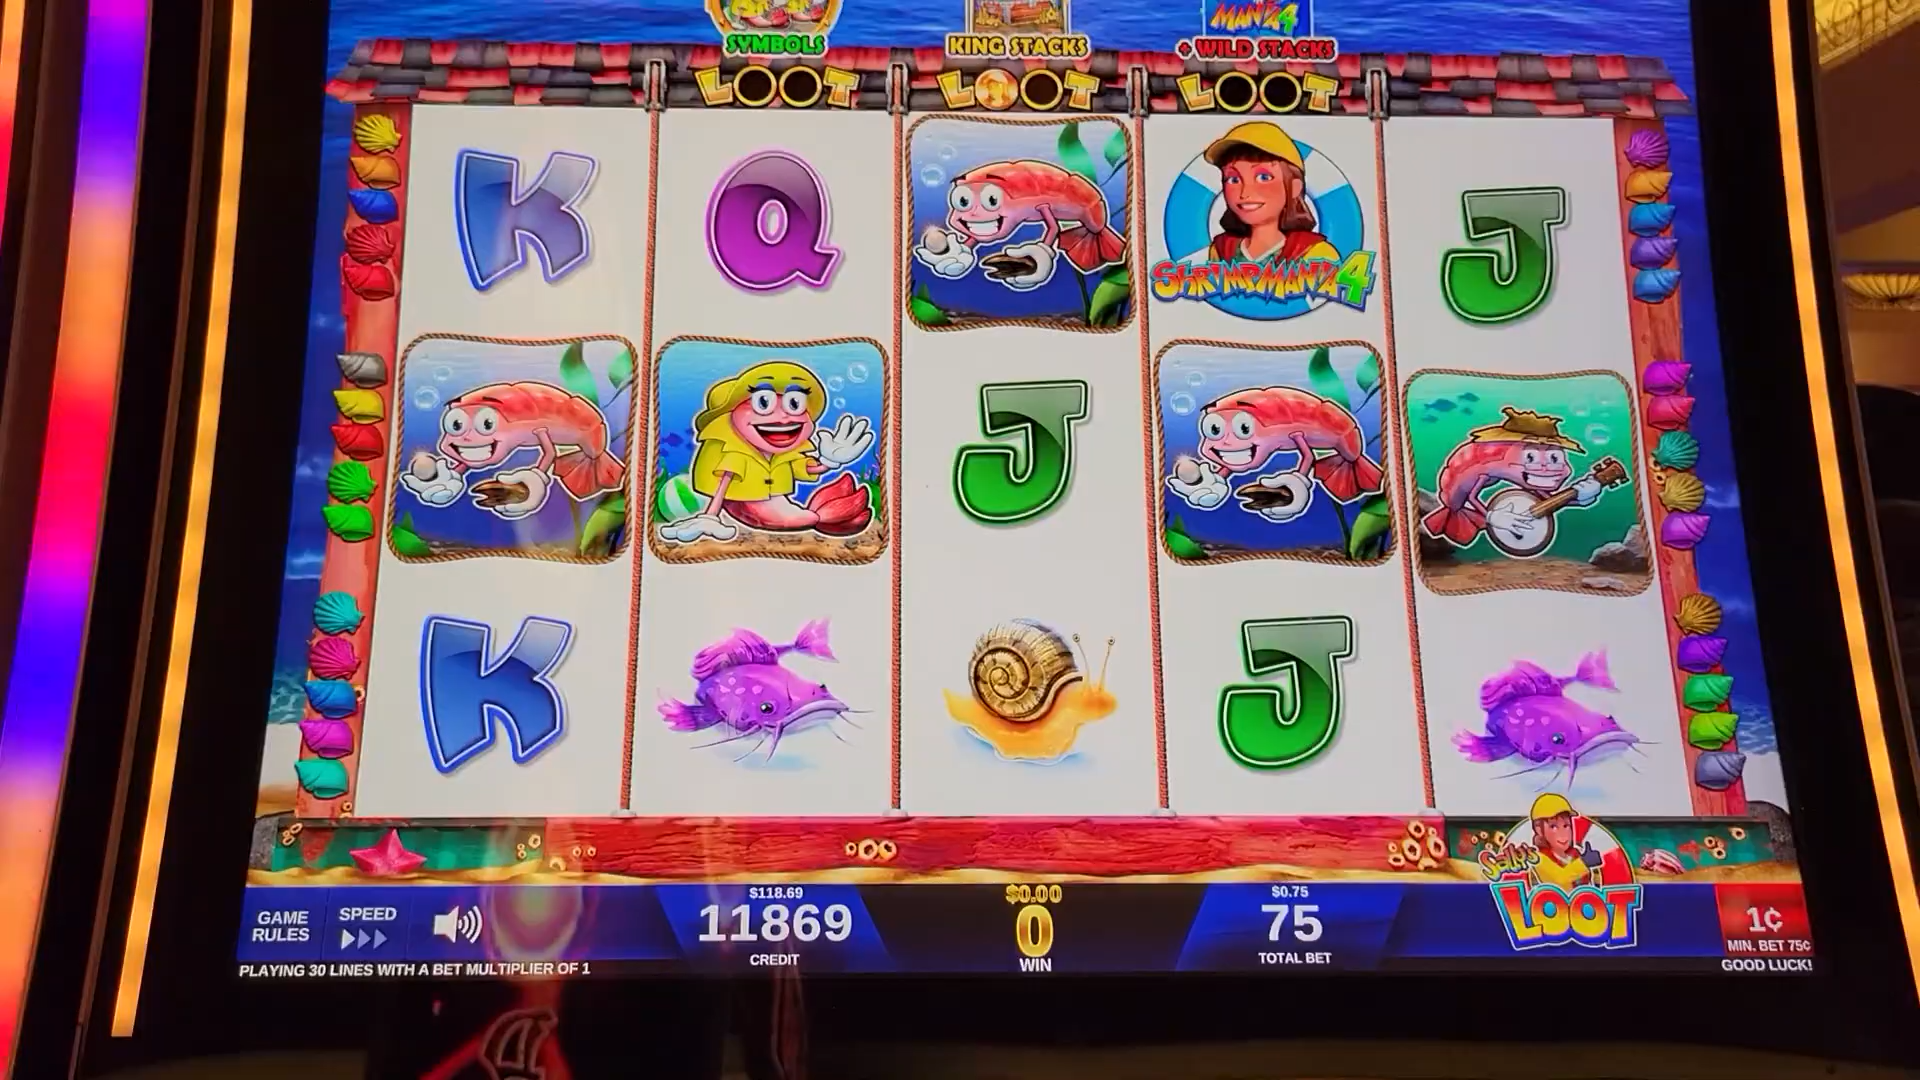 MANIA 4
SYMBOLS
KING STACKS
+ WILD STACKS
LOOT LOOT LOOT
K Q
SHRIMPMANIA 4
J
J
K
J
Sally's
LOOT
GAME RULES
SPEED
$118.69
11869
CREDIT
$0.00
0
WIN
$0.75
75
TOTAL BET
1¢
MIN. BET 75¢
GOOD LUCK!
PLAYING 30 LINES WITH A BET MULTIPLIER OF 1